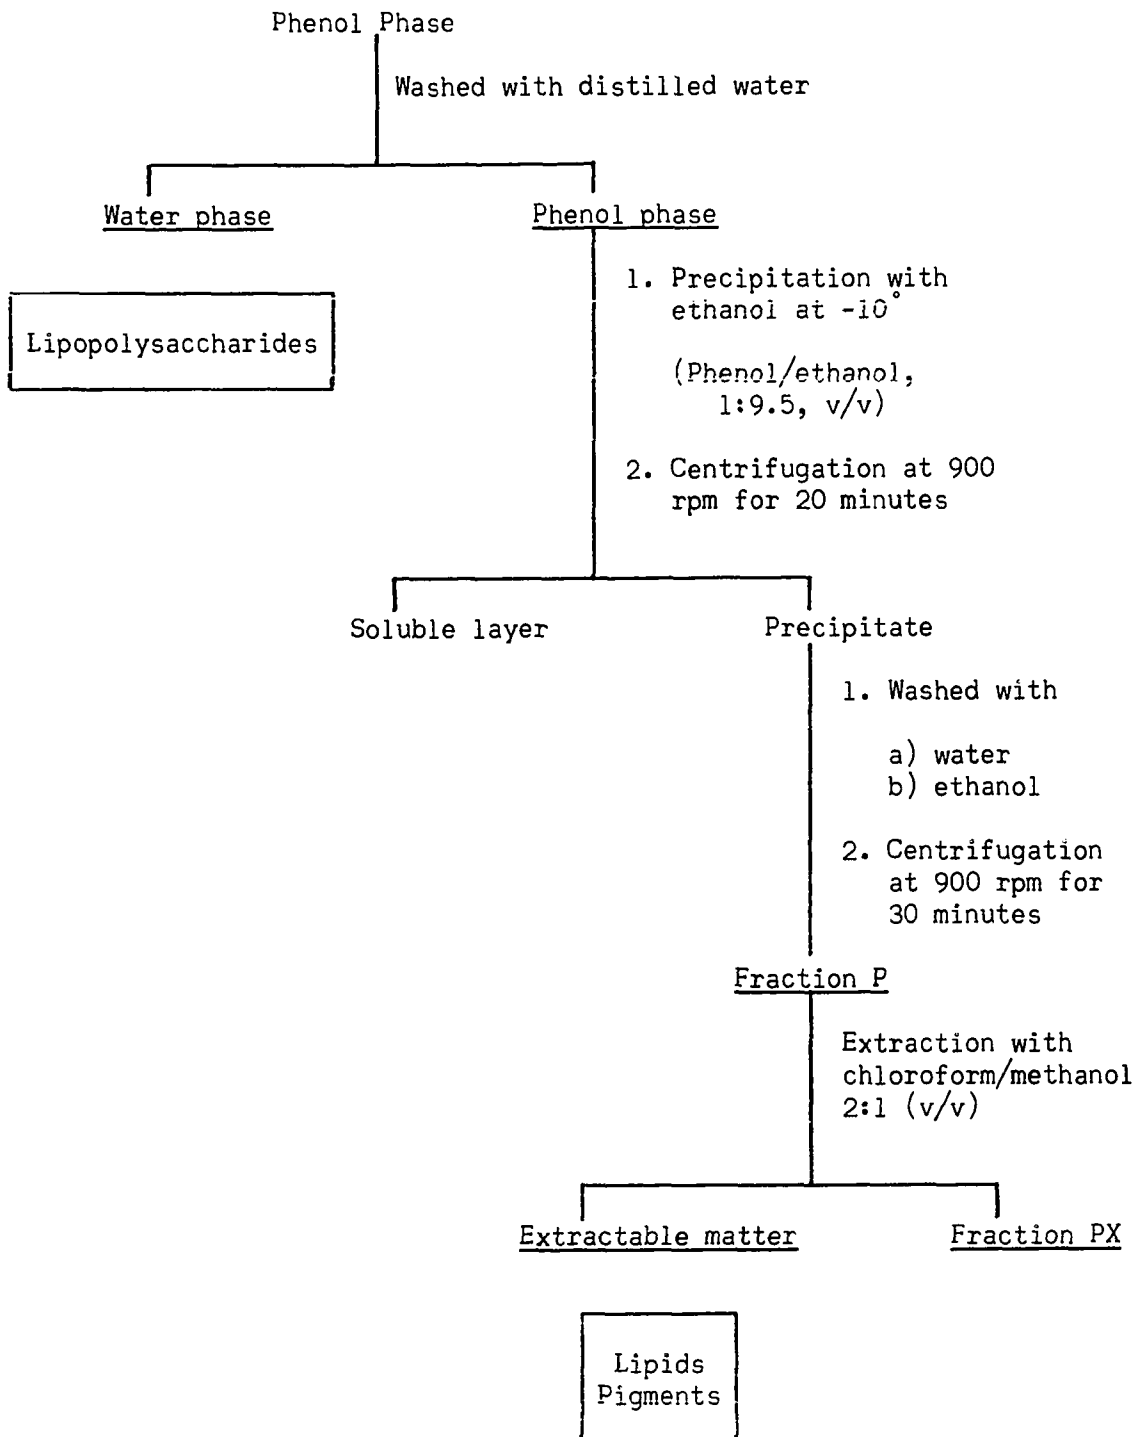 Phenol Phase
Washed with distilled water
Water phase
Phenol phase
Lipopolysaccharides
1. Precipitation with
ethanol at -10°
(Phenol/ethanol,
1:9.5, v/v)
2. Centrifugation at 900
rpm for 20 minutes
Soluble layer
Precipitate
1. Washed with
a) water
b) ethanol
2. Centrifugation
at 900 rpm for
30 minutes
Fraction P
Extraction with
chloroform/methanol
2:1 (v/v)
Extractable matter
Fraction PX
Lipids
Pigments